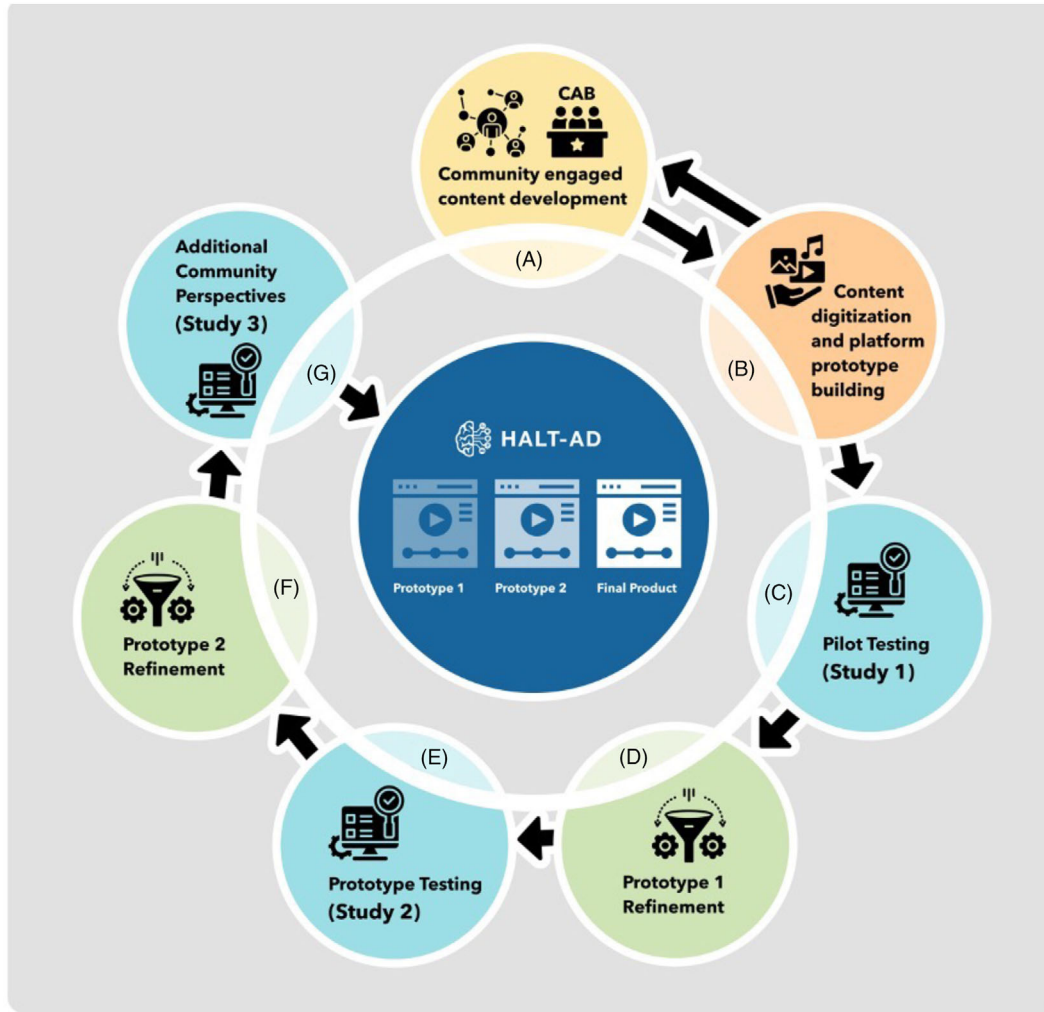 CAB
Community engaged
content development
(A)
Content
digitization
and platform
prototype
building
(B)
(C)
Pilot Testing
(Study 1)
(D)
Prototype 1
Refinement
(E)
Prototype Testing
(Study 2)
(F)
Prototype 2
Refinement
Additional
Community
Perspectives
(Study 3)
(G)
HALT-AD
Prototype 1
Prototype 2
Final Product